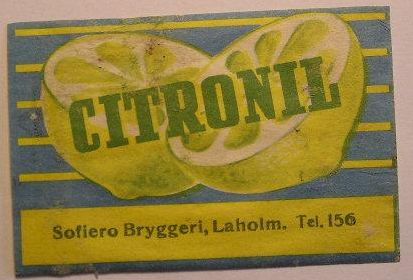 CITRONIL
Sofiero Bryggeri, Laholm. Tel. 156